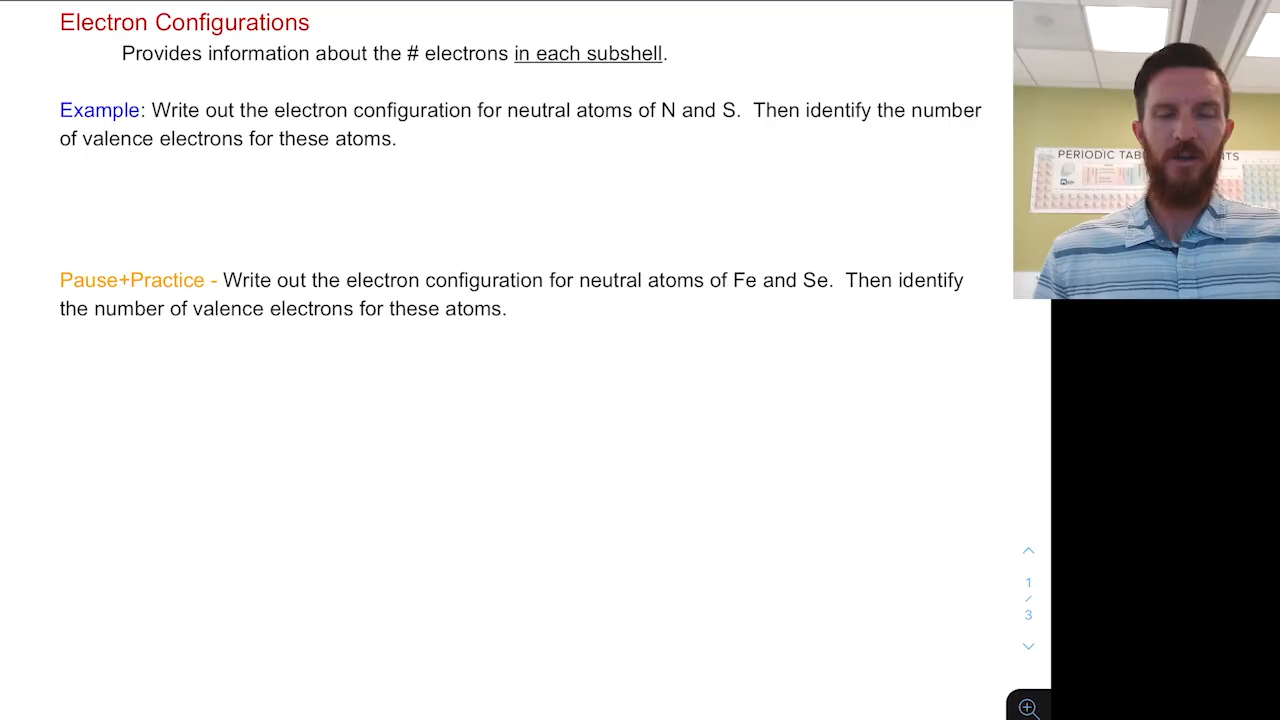 Electron Configurations
Provides information about the # electrons in each subshell.
Example: Write out the electron configuration for neutral atoms of N and S.  Then identify the number
of valence electrons for these atoms.
Pause+Practice - Write out the electron configuration for neutral atoms of Fe and Se.  Then identify
the number of valence electrons for these atoms.
PERIODIC TAB
TS
1
/
3